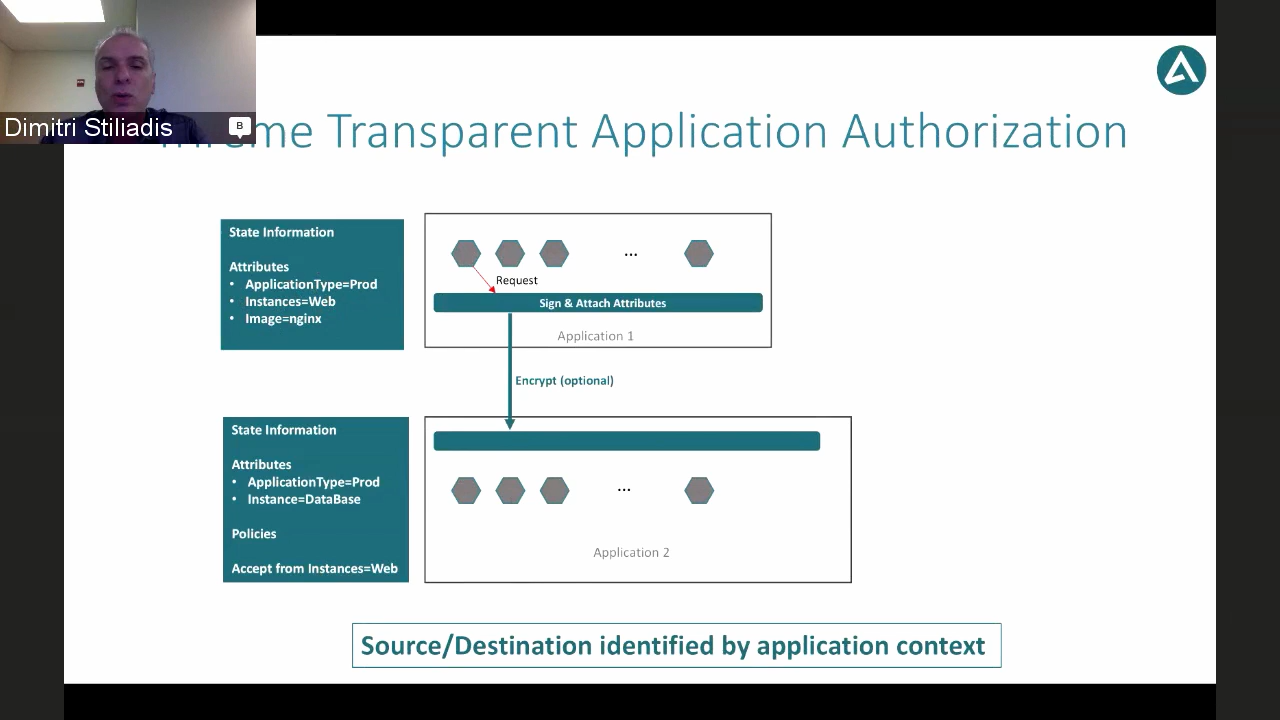 Dimitri Stiliadis
B
Transparent Application Authorization
State Information
Attributes
• ApplicationType=Prod
• Instances=Web
• Image=nginx
...
Request
Sign & Attach Attributes
Application 1
Encrypt (optional)
State Information
Attributes
• ApplicationType=Prod
• Instance=DataBase
Policies
Accept from Instances=Web
...
Application 2
Source/Destination identified by application context